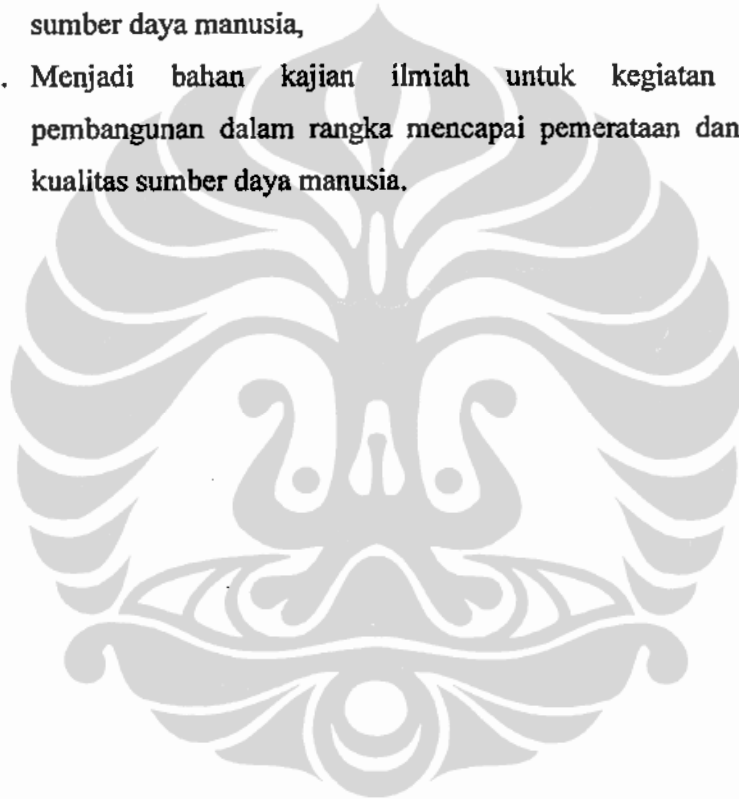 sumber daya manusia,
. Menjadi bahan kajian ilmiah untuk kegiatan
pembangunan dalam rangka mencapai pemerataan dan
kualitas sumber daya manusia.